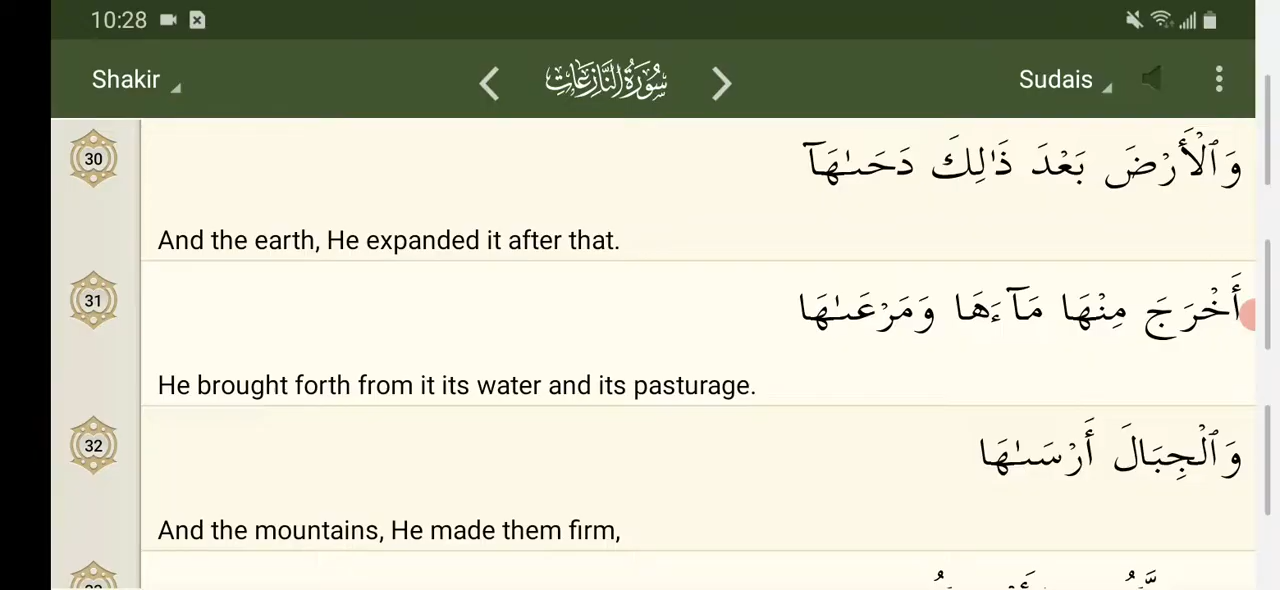 10:28
Shakir
سُورَةُ النَّازِعَاتِ
Sudais
30
وَٱلْأَرْضَ بَعْدَ ذَٰلِكَ دَحَىٰهَآ
And the earth, He expanded it after that.
31
أَخْرَجَ مِنْهَا مَآءَهَا وَمَرْعَىٰهَا
He brought forth from it its water and its pasturage.
32
وَٱلْجِبَالَ أَرْسَىٰهَا
And the mountains, He made them firm,